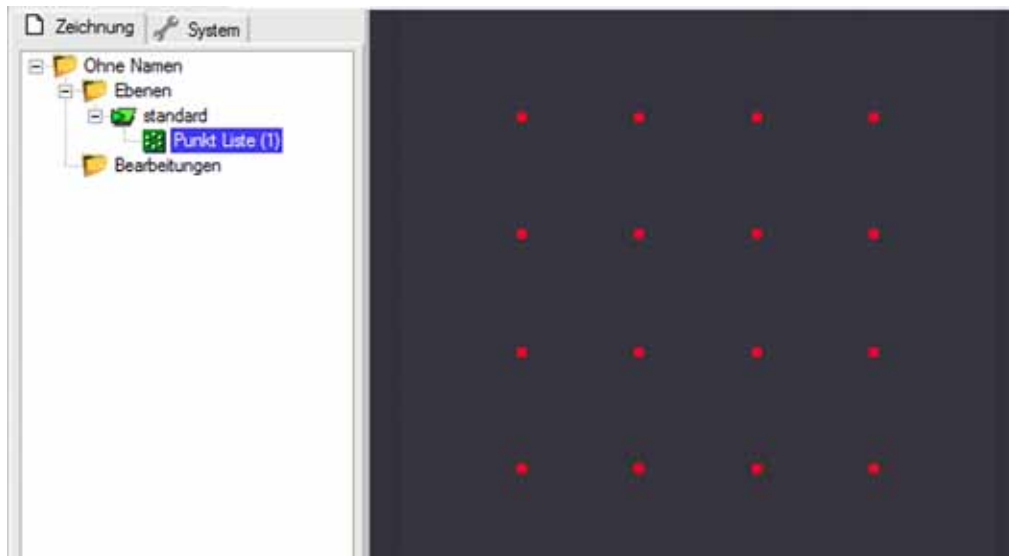 Zeichnung System
Ohne Namen
Ebenen
standard
Punkt Liste (1)
Bearbeitungen